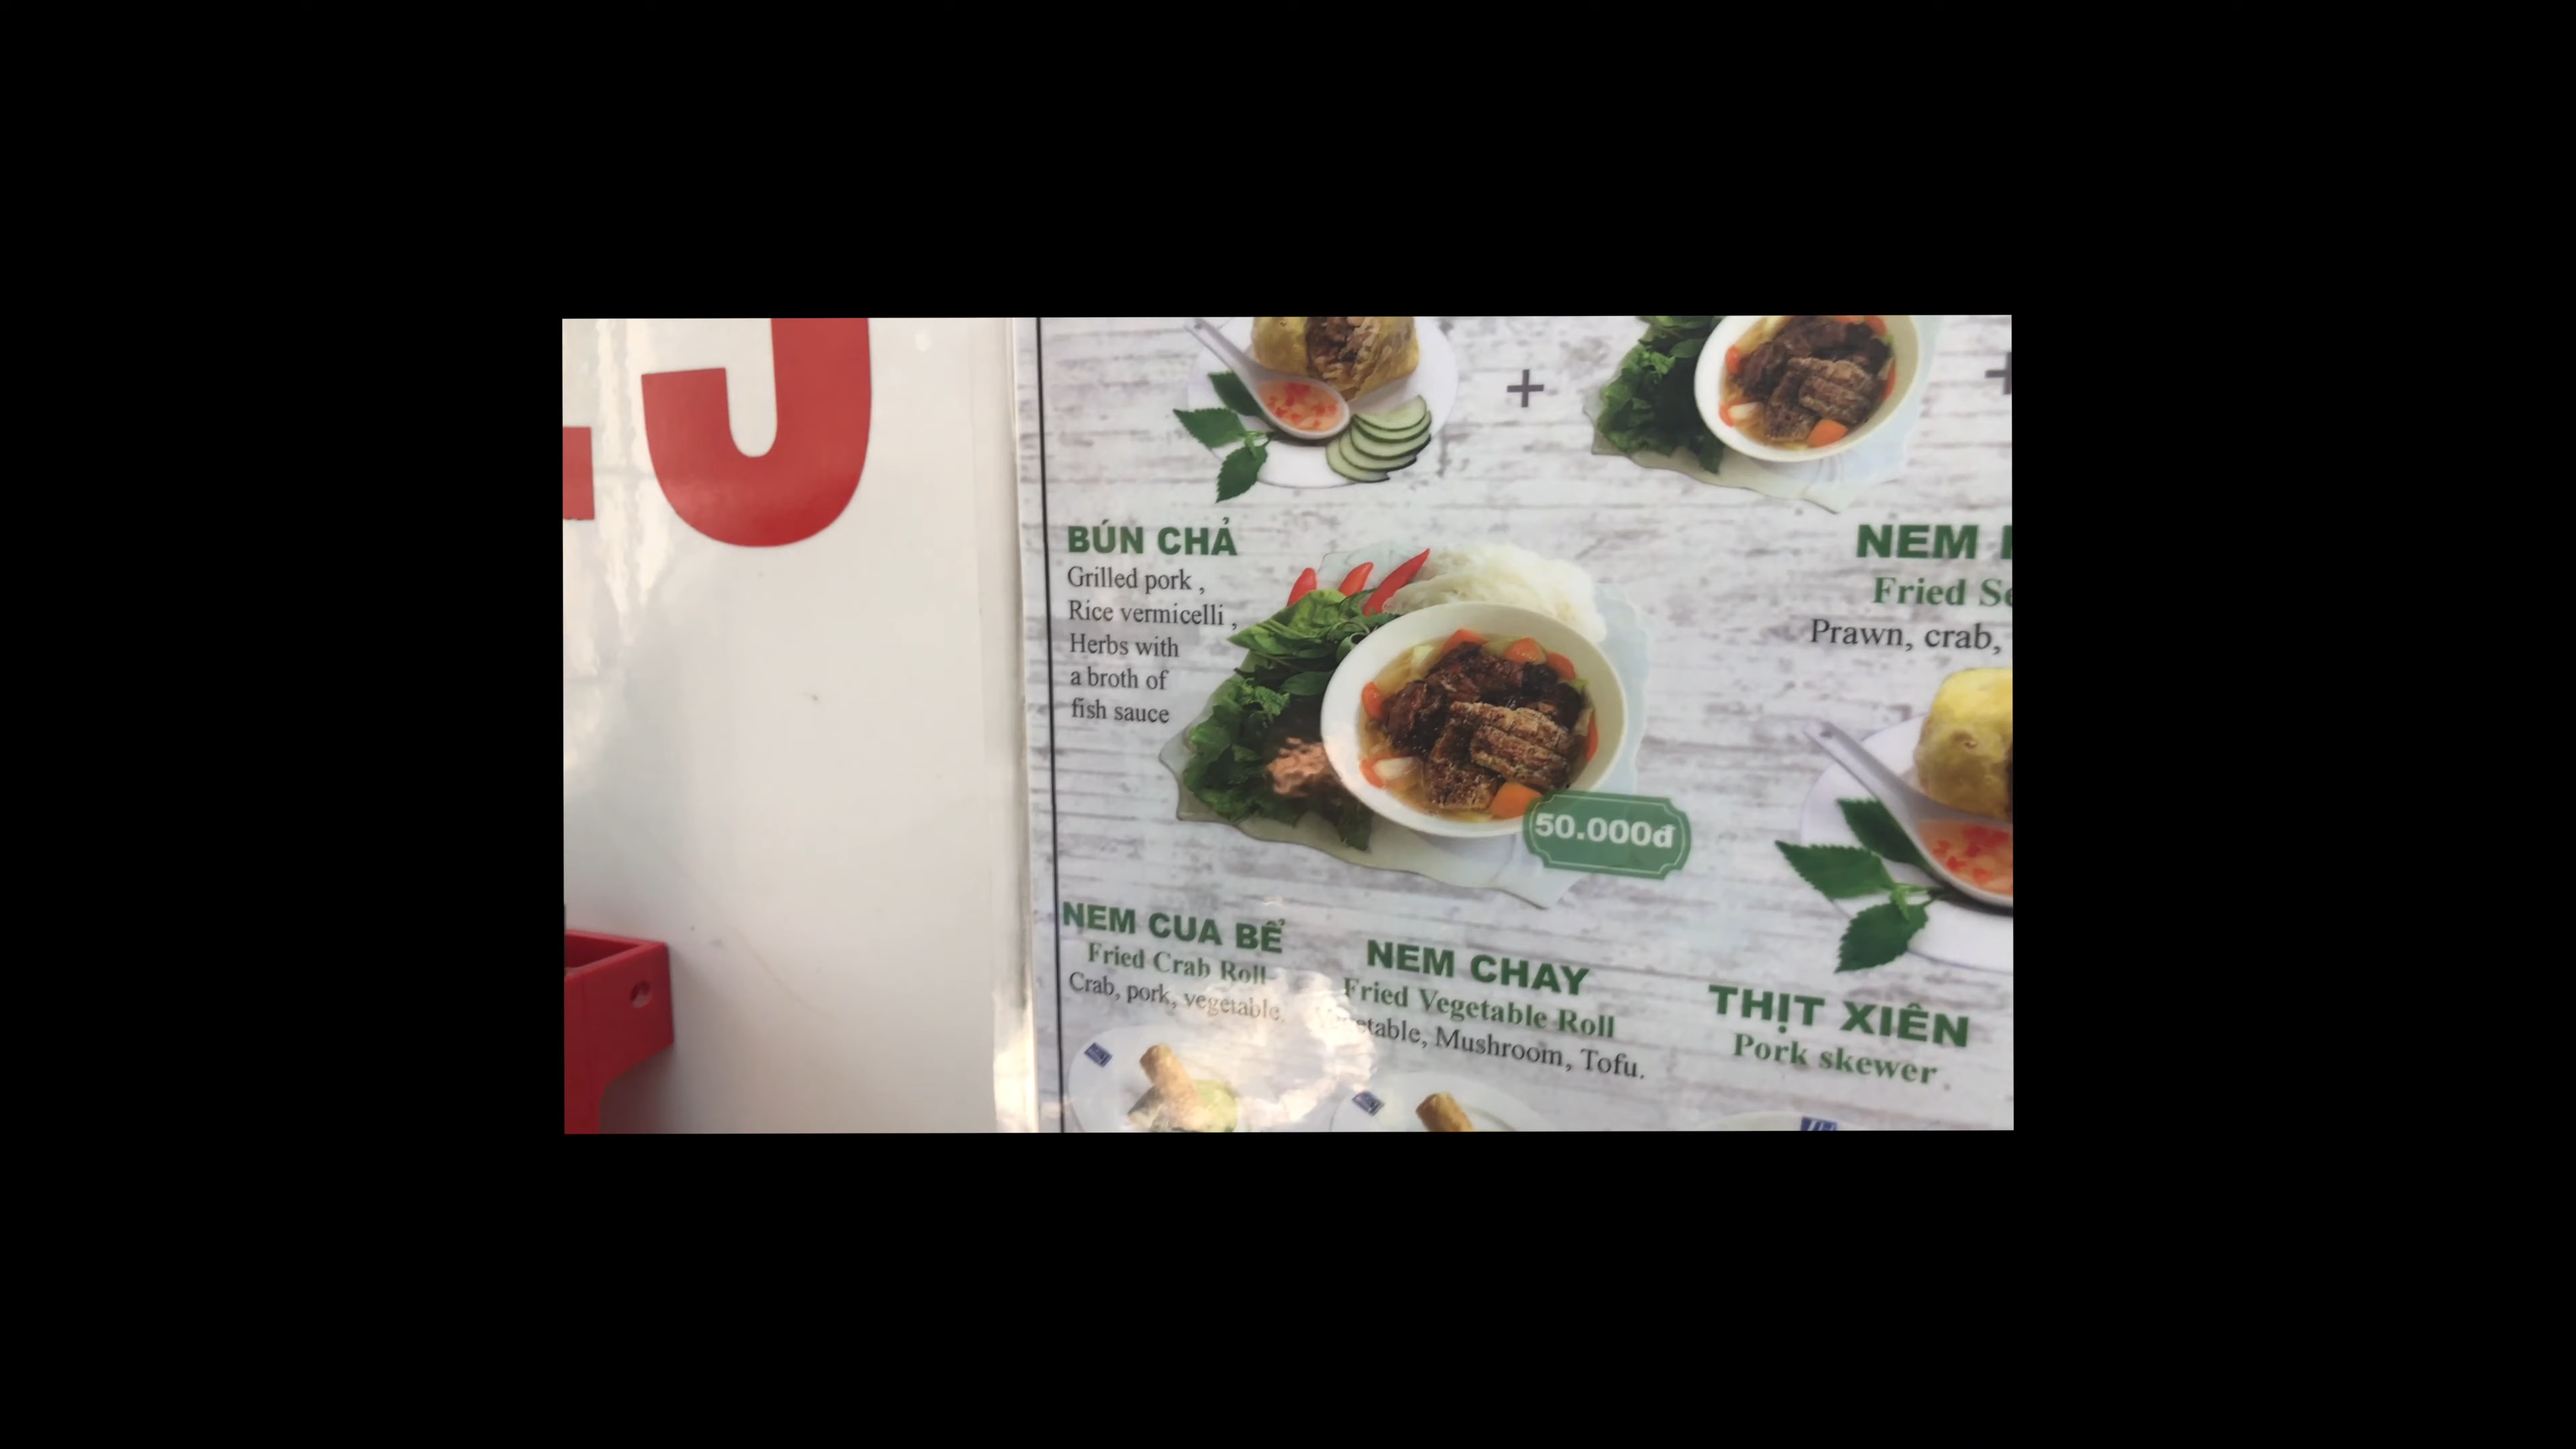 +
BÚN CHẢ
Grilled pork ,
Rice vermicelli ,
Herbs with
a broth of
fish sauce
50.000đ
NEM
Fried
Prawn, crab,
NEM CUA BỂ
Fried Crab Roll
Crab, pork, vegetable.
NEM CHAY
Fried Vegetable Roll
Vegetable, Mushroom, Tofu.
THỊT XIÊN
Pork skewer